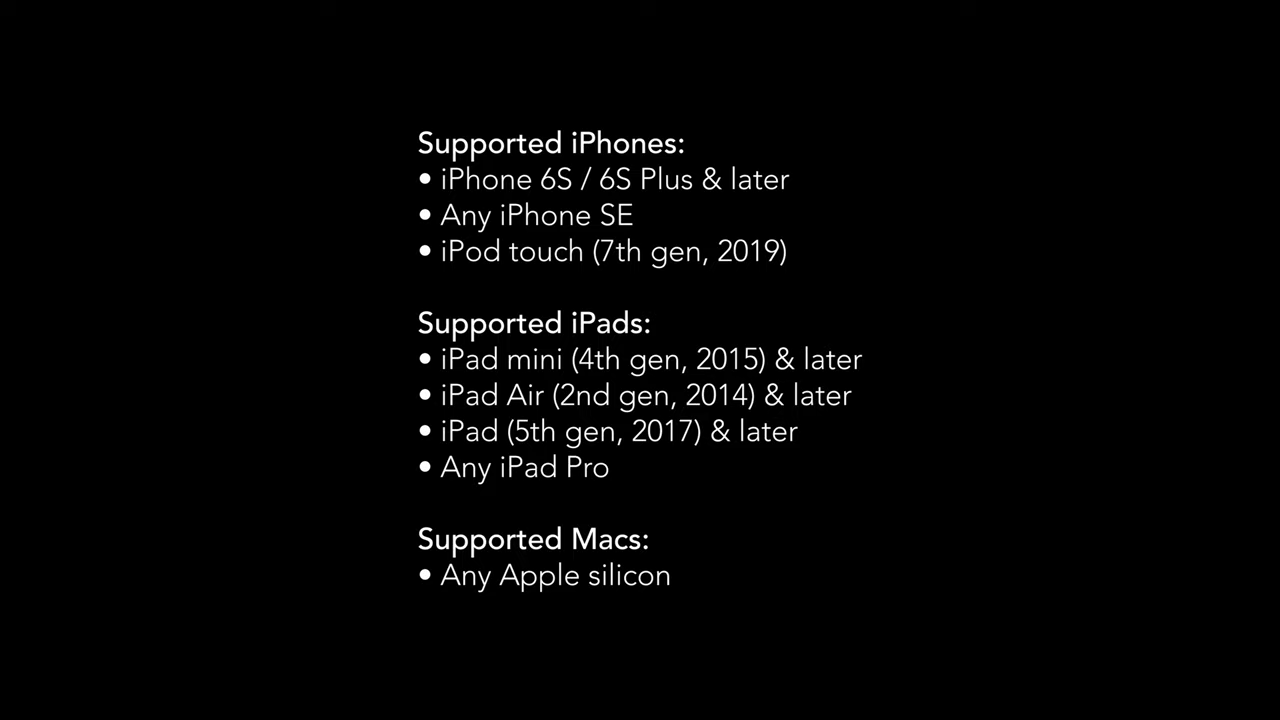 Supported iPhones:
• iPhone 6S / 6S Plus & later
• Any iPhone SE
• iPod touch (7th gen, 2019)
Supported iPads:
• iPad mini (4th gen, 2015) & later
• iPad Air (2nd gen, 2014) & later
• iPad (5th gen, 2017) & later
• Any iPad Pro
Supported Macs:
• Any Apple silicon